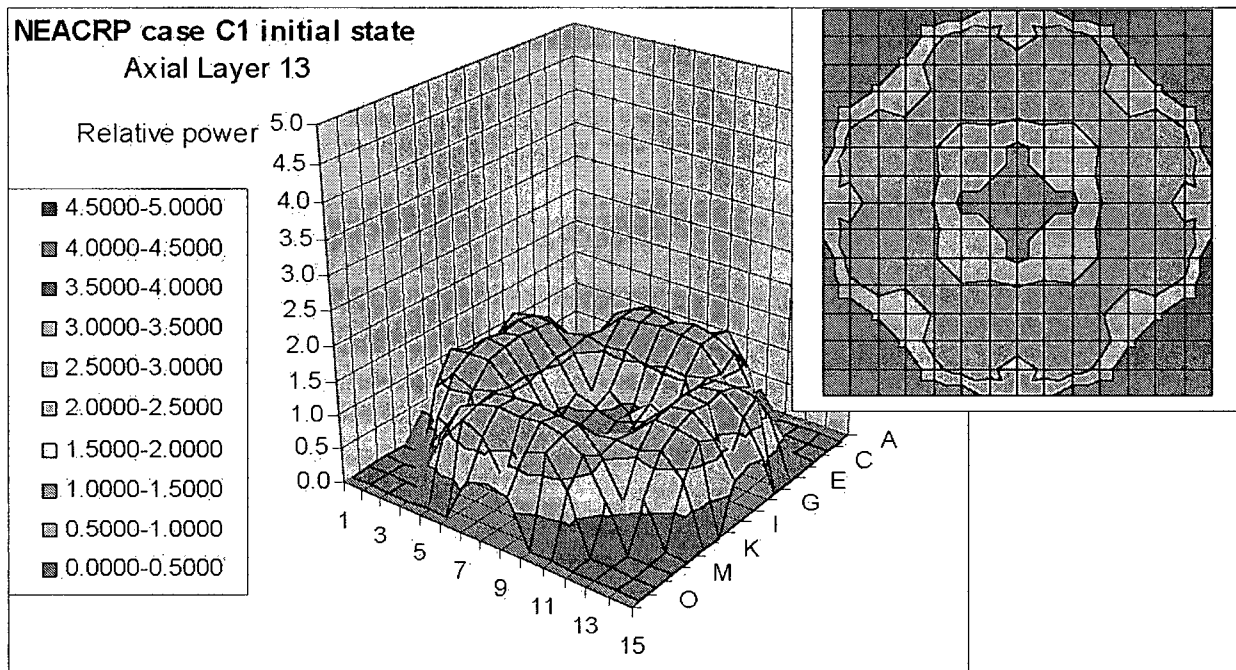 NEACRP case C1 initial state
Axial Layer 13
Relative power
5.0
4.5
4.0
3.5
3.0
2.5
2.0
1.5
1.0
0.5
0.0
4.5000-5.0000
4.0000-4.5000
3.5000-4.0000
3.0000-3.5000
2.5000-3.0000
2.0000-2.5000
1.5000-2.0000
1.0000-1.5000
0.5000-1.0000
0.0000-0.5000
1
3
5
7
9
11
13
15
A
C
E
G
I
K
M
O